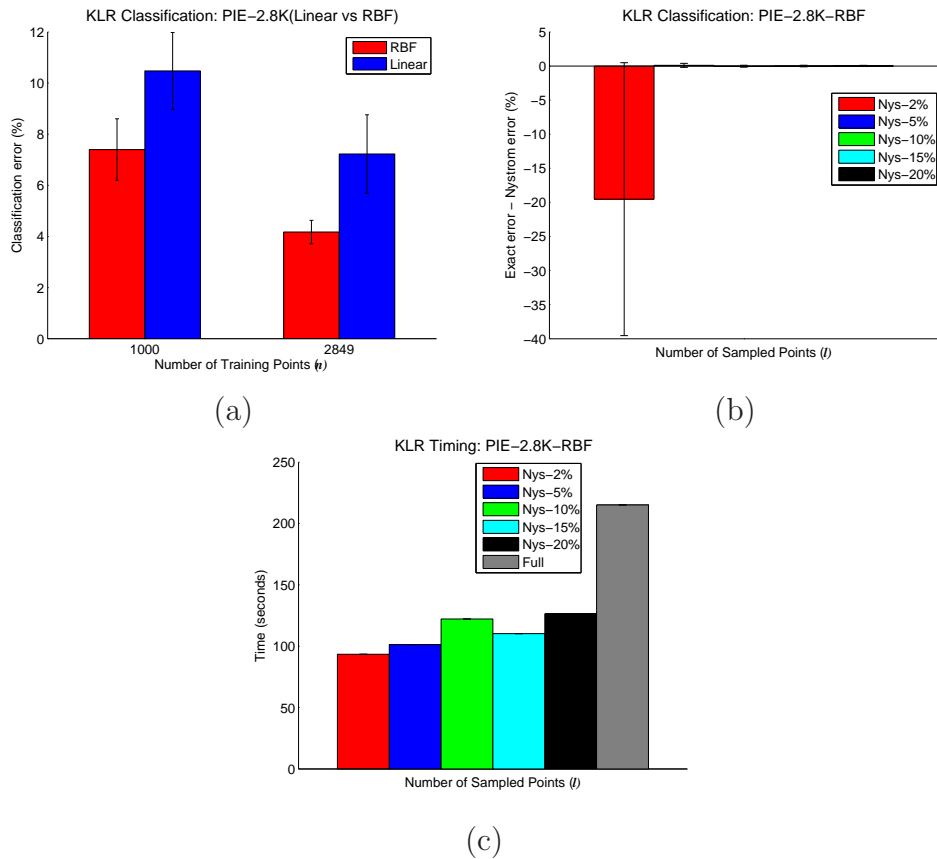 KLR Classification: PIE−2.8K(Linear vs RBF)
12
10
8
6
4
2
0
Classification error (%)
RBF
Linear
1000
2849
Number of Training Points (n)
(a)
KLR Classification: PIE−2.8K−RBF
5
0
−5
−10
−15
−20
−25
−30
−35
−40
Exact error − Nystrom error (%)
Nys−2%
Nys−5%
Nys−10%
Nys−15%
Nys−20%
Number of Sampled Points (l)
(b)
KLR Timing: PIE−2.8K−RBF
250
200
150
100
50
0
Time (seconds)
Nys−2%
Nys−5%
Nys−10%
Nys−15%
Nys−20%
Full
Number of Sampled Points (l)
(c)